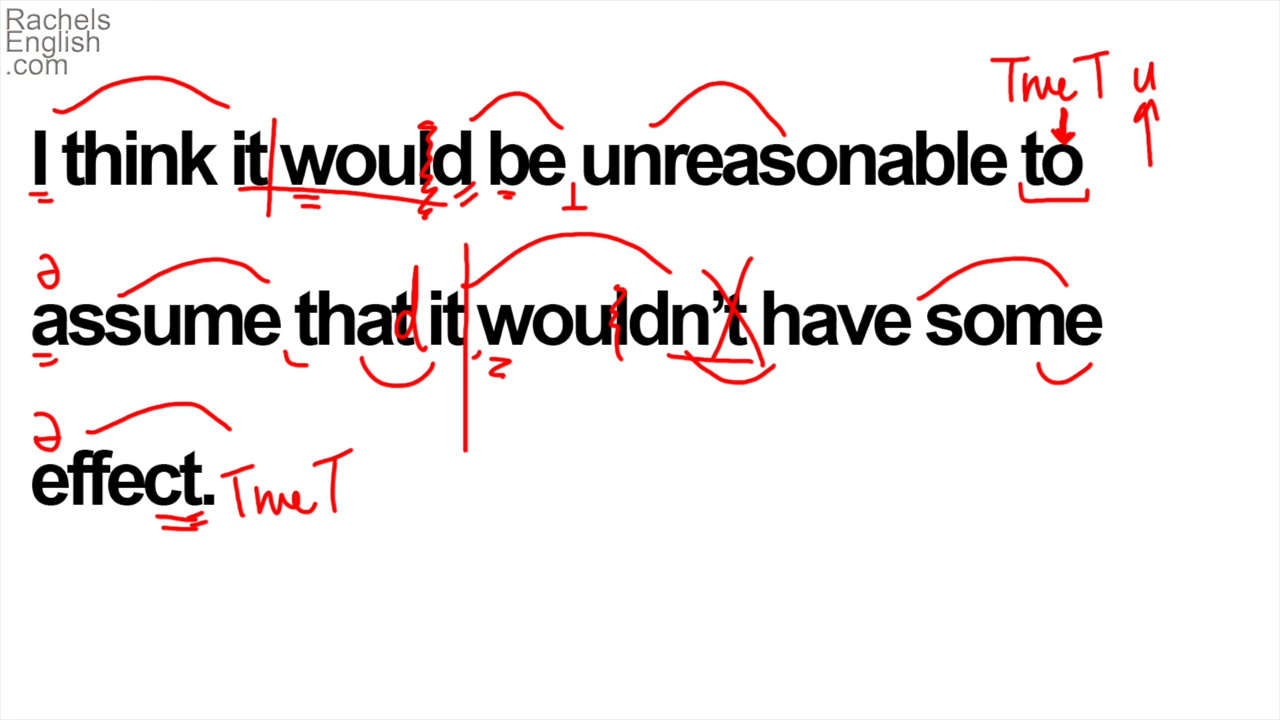 Rachels
English
.com
True T u
I think it would be unreasonable to
ə
d
assume that it wouldn't have some
ə
effect. True T